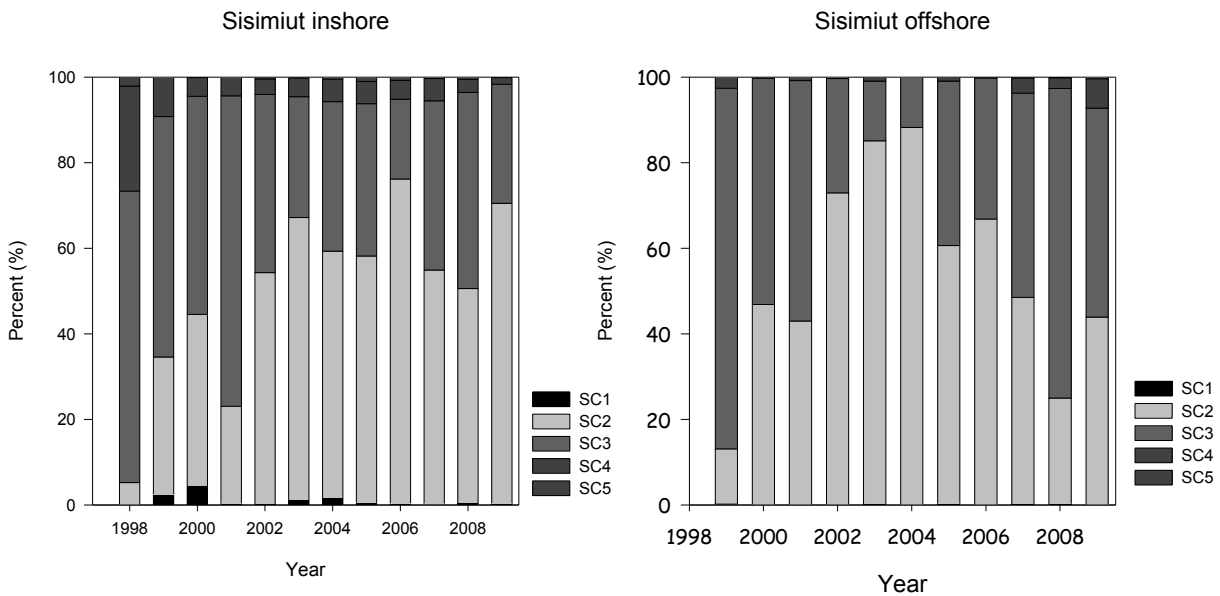 Sisimiut inshore
100
80
60
40
20
0
Percent (%)
1998 2000 2002 2004 2006 2008
Year
SC1
SC2
SC3
SC4
SC5
Sisimiut offshore
100
80
60
40
20
0
Percent (%)
1998 2000 2002 2004 2006 2008
Year
SC1
SC2
SC3
SC4
SC5